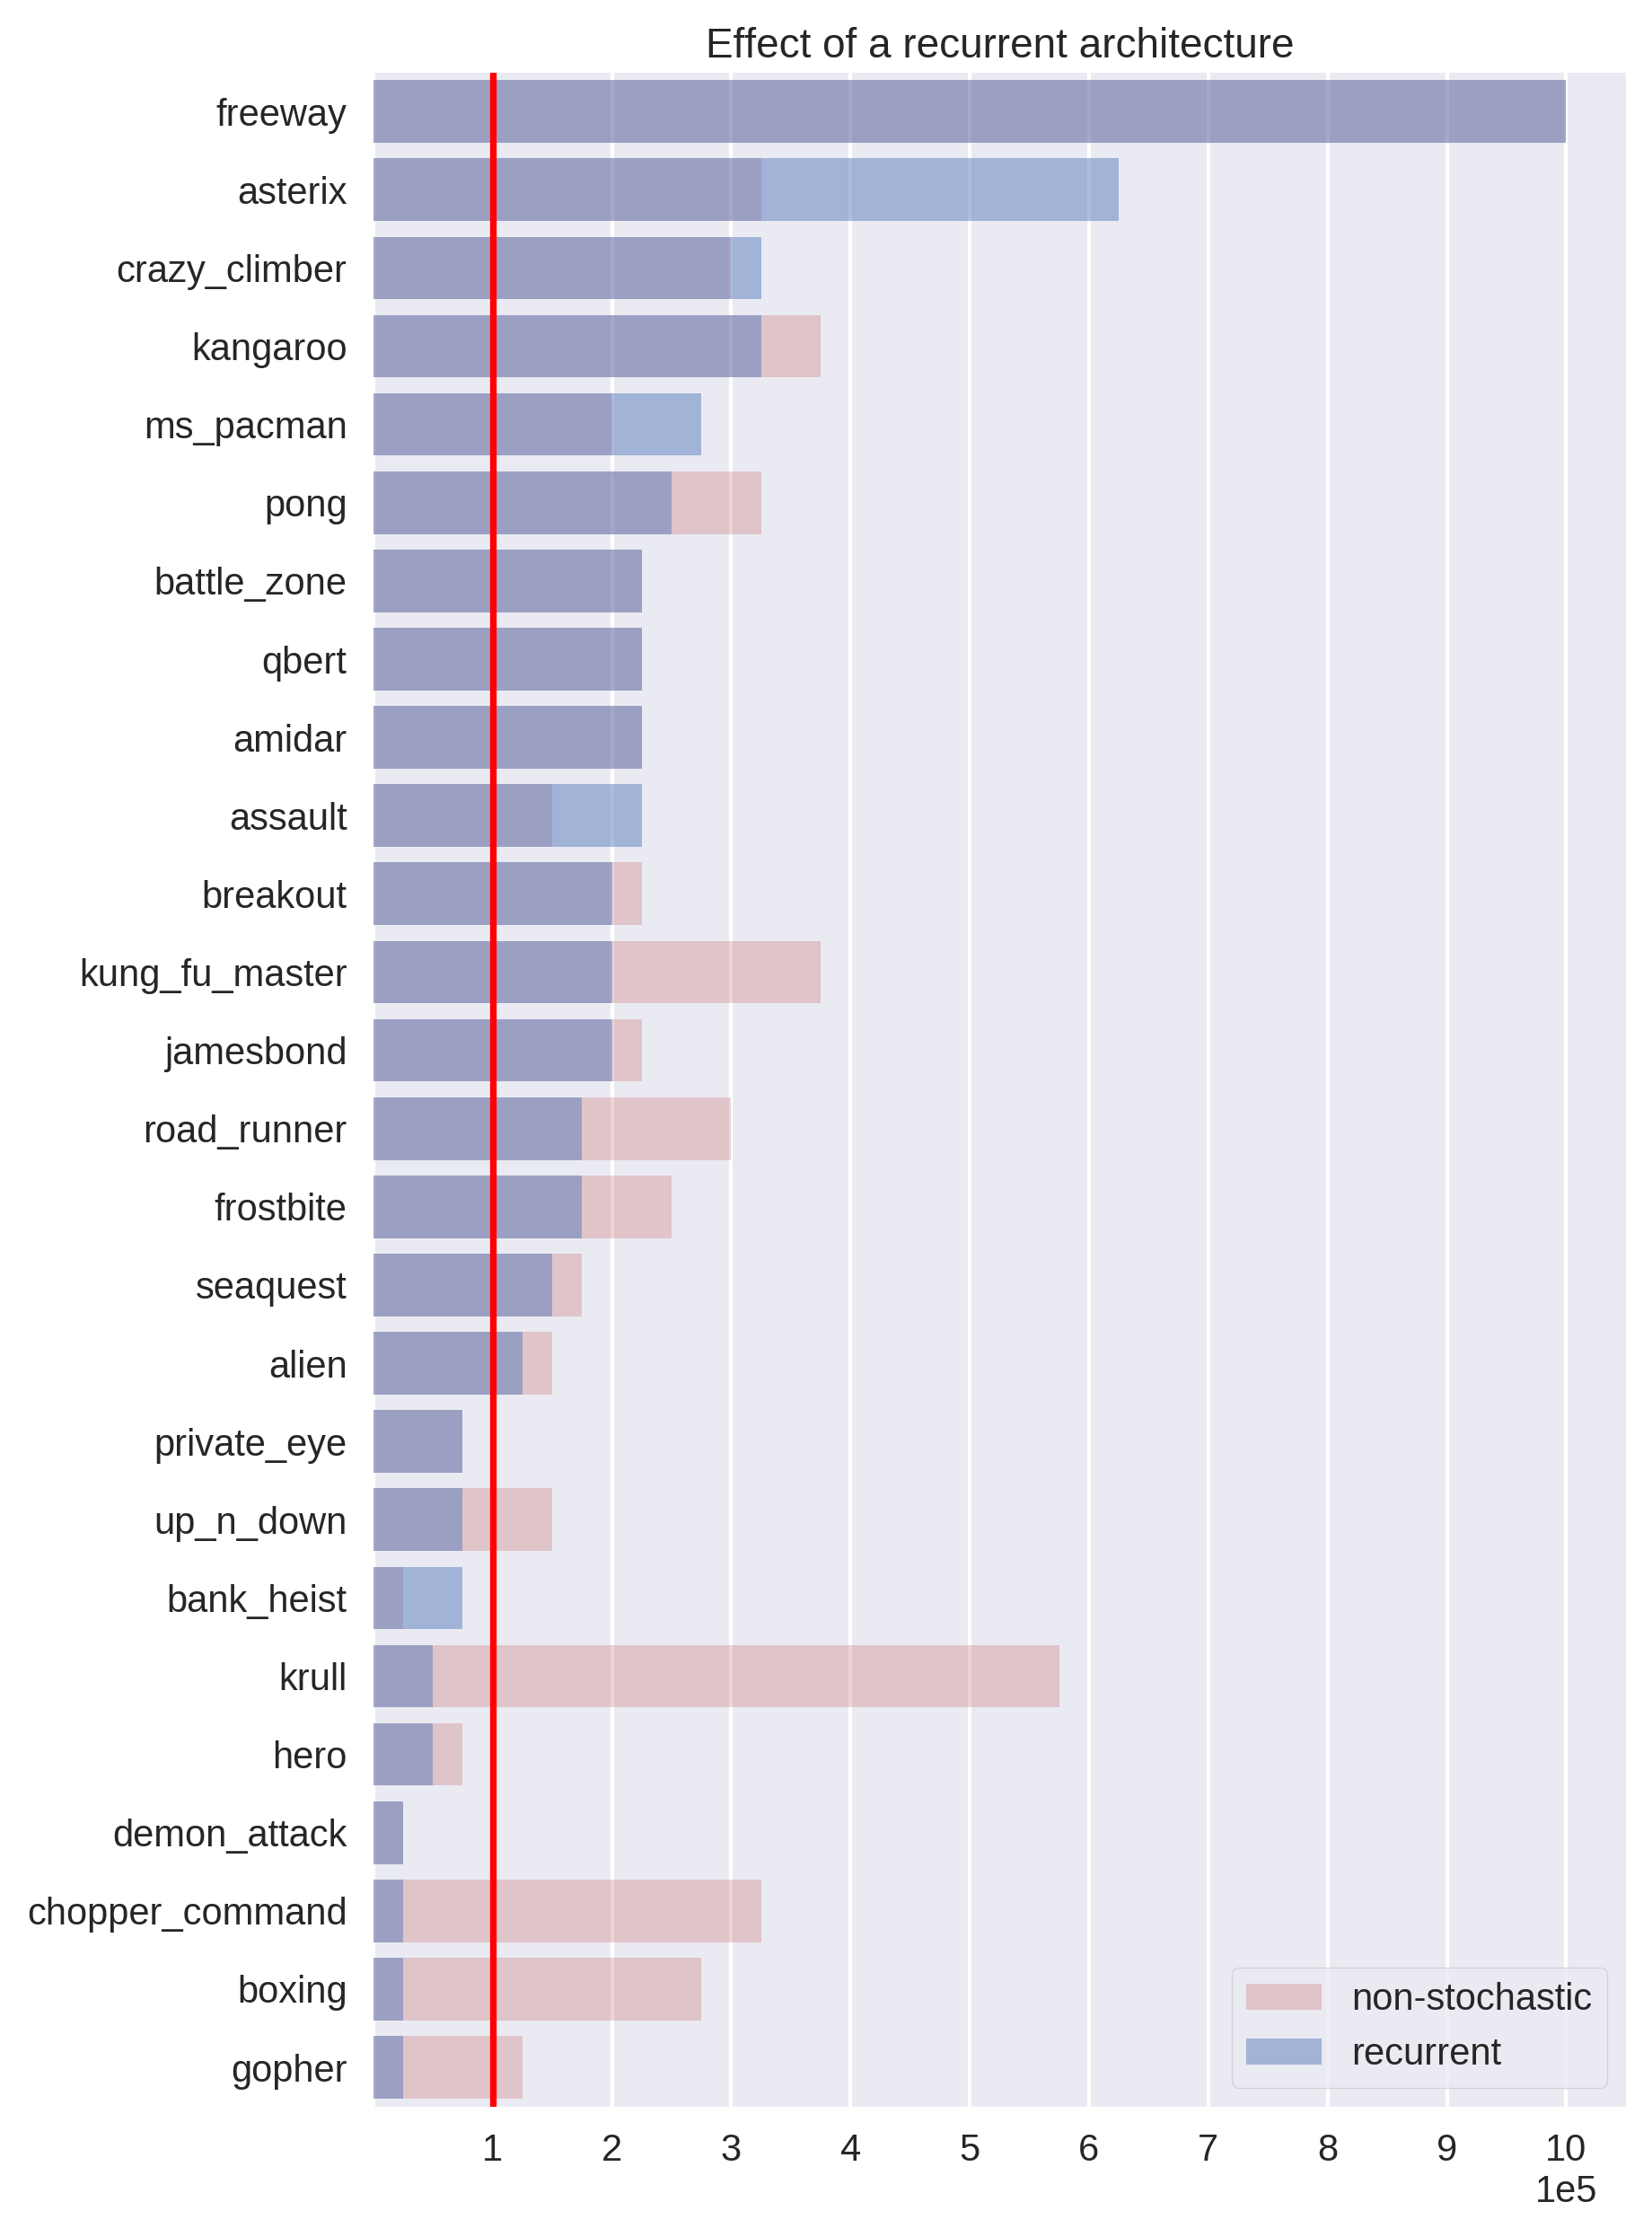 Effect of a recurrent architecture
freeway
asterix
crazy_climber
kangaroo
ms_pacman
pong
battle_zone
qbert
amidar
assault
breakout
kung_fu_master
jamesbond
road_runner
frostbite
seaquest
alien
private_eye
up_n_down
bank_heist
krull
hero
demon_attack
chopper_command
boxing
gopher
non-stochastic
recurrent
1 2 3 4 5 6 7 8 9 10
1e5